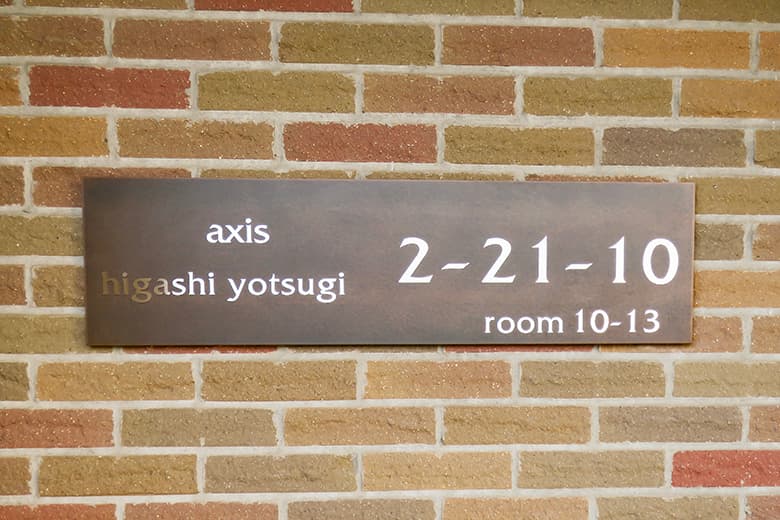 axis
higashi yotsugi
2-21-10
room 10-13